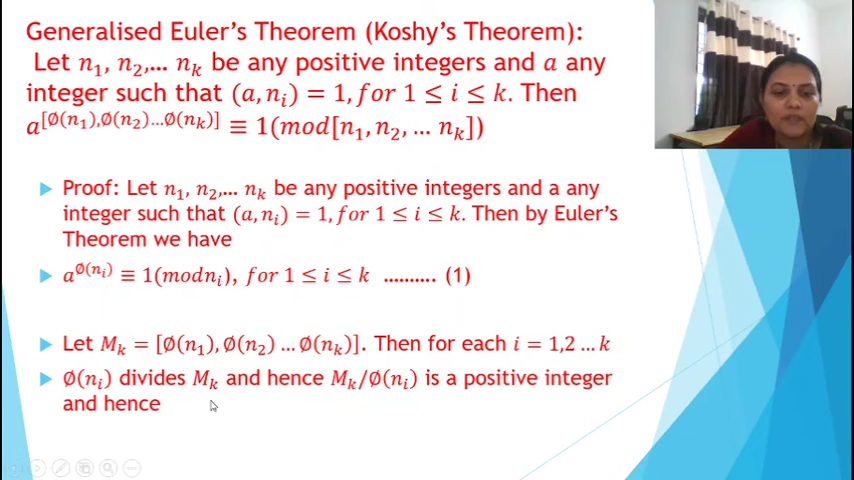 Generalised Euler's Theorem (Koshy's Theorem):
Let n₁, n₂,… nₖ be any positive integers and a any
integer such that (a, nᵢ) = 1, for 1 ≤ i ≤ k. Then
a^[Ø(n₁),Ø(n₂)…Ø(nₖ)] ≡ 1(mod[n₁, n₂, … nₖ])
Proof: Let n₁, n₂,… nₖ be any positive integers and a any
integer such that (a, nᵢ) = 1, for 1 ≤ i ≤ k. Then by Euler's
Theorem we have
a^Ø(nᵢ) ≡ 1(modnᵢ), for 1 ≤ i ≤ k .......... (1)
Let Mₖ = [Ø(n₁), Ø(n₂) … Ø(nₖ)]. Then for each i = 1,2 … k
Ø(nᵢ) divides Mₖ and hence Mₖ/Ø(nᵢ) is a positive integer
and hence